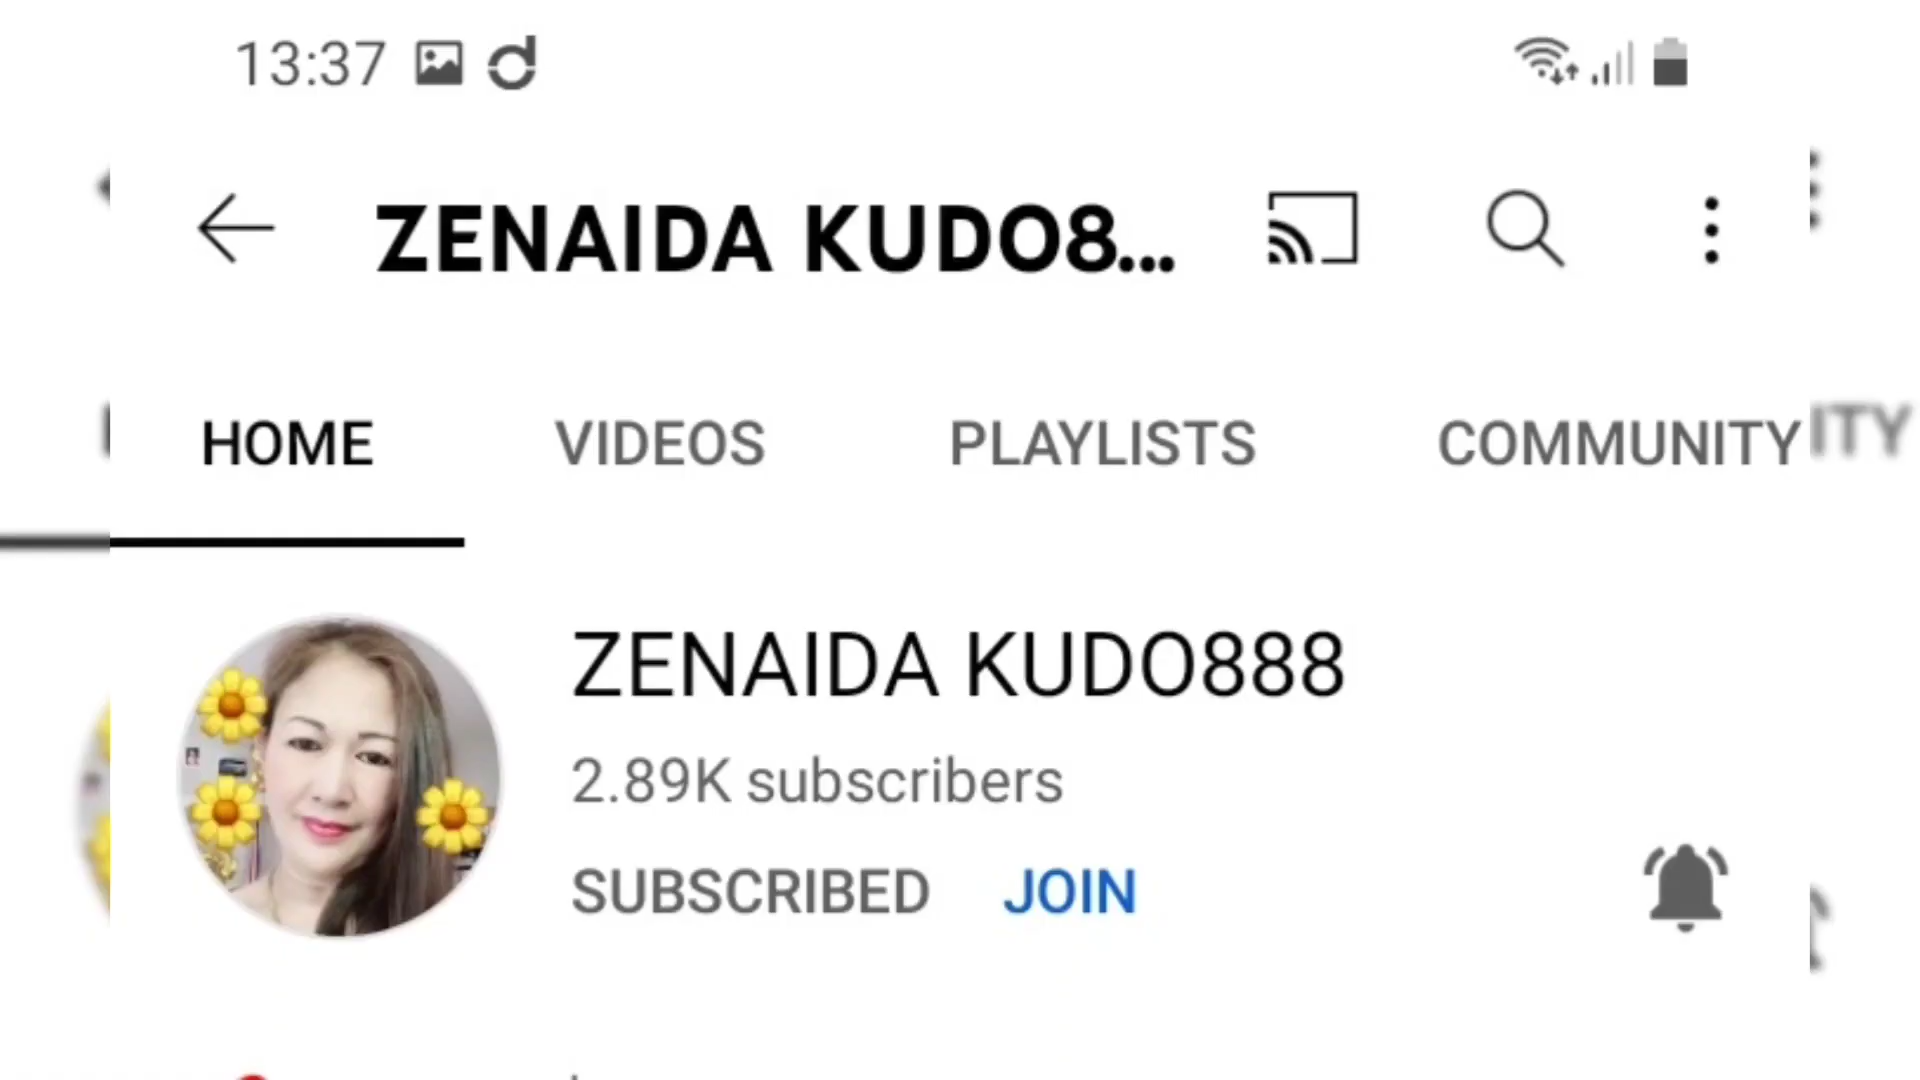 13:37
ZENAIDA KUDO8...
HOME VIDEOS PLAYLISTS COMMUNITY
ITY
ZENAIDA KUDO888
2.89K subscribers
SUBSCRIBED JOIN